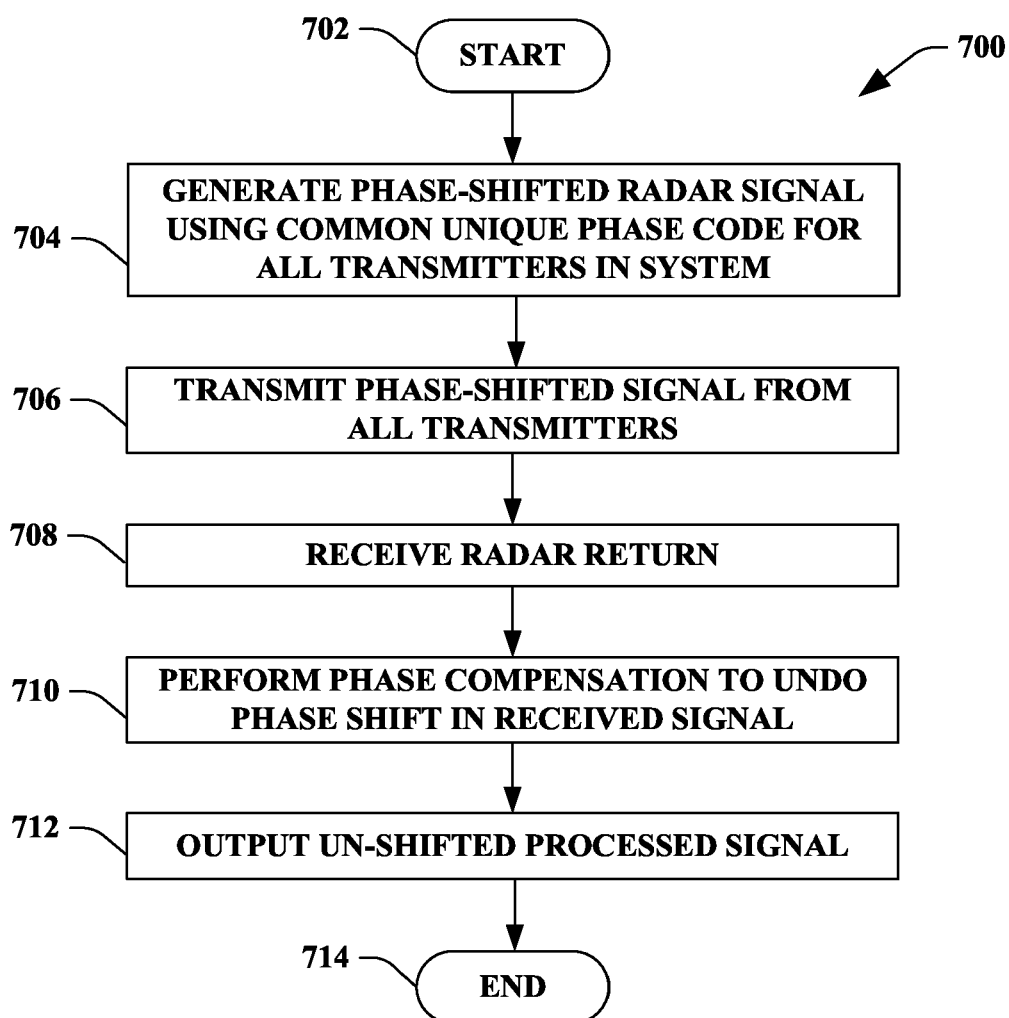 702
START
700
704
GENERATE PHASE-SHIFTED RADAR SIGNAL
USING COMMON UNIQUE PHASE CODE FOR
ALL TRANSMITTERS IN SYSTEM
706
TRANSMIT PHASE-SHIFTED SIGNAL FROM
ALL TRANSMITTERS
708
RECEIVE RADAR RETURN
710
PERFORM PHASE COMPENSATION TO UNDO
PHASE SHIFT IN RECEIVED SIGNAL
712
OUTPUT UN-SHIFTED PROCESSED SIGNAL
714
END